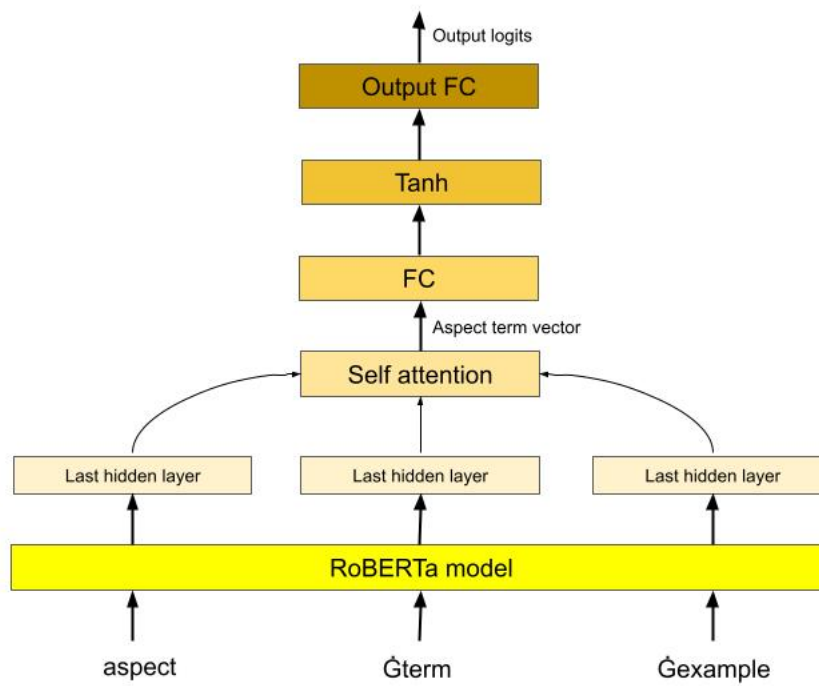 Output logits
Output FC
Tanh
FC
Aspect term vector
Self attention
Last hidden layer
Last hidden layer
Last hidden layer
RoBERTa model
aspect
Ġterm
Ġexample